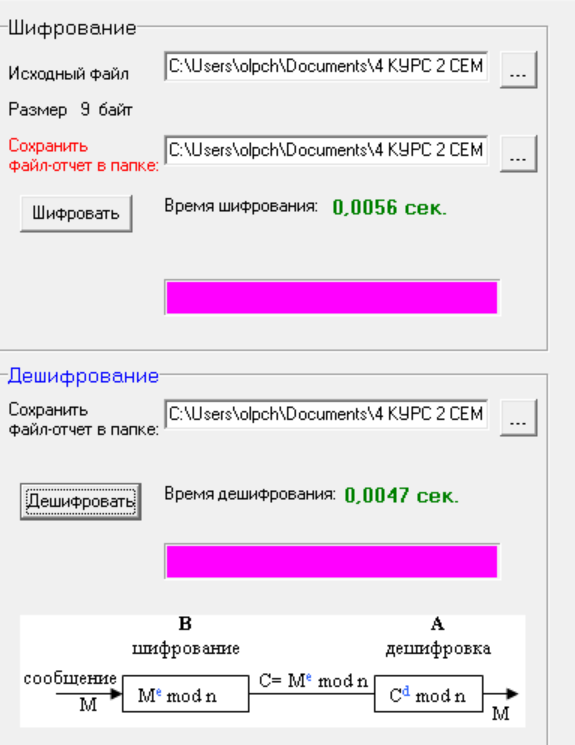 Шифрование
Исходный файл C:\Users\olpch\Documents\4 КУРС 2 СЕМ ...
Размер 9 байт
Сохранить
файл-отчет в папке: C:\Users\olpch\Documents\4 КУРС 2 СЕМ ...
Шифровать Время шифрования: 0,0056 сек.
Дешифрование
Сохранить
файл-отчет в папке: C:\Users\olpch\Documents\4 КУРС 2 СЕМ ...
Дешифровать Время дешифрования: 0,0047 сек.
В А
шифрование дешифровка
сообщение C= Mᵉ mod n
М Mᵉ mod n Cᵈ mod n М